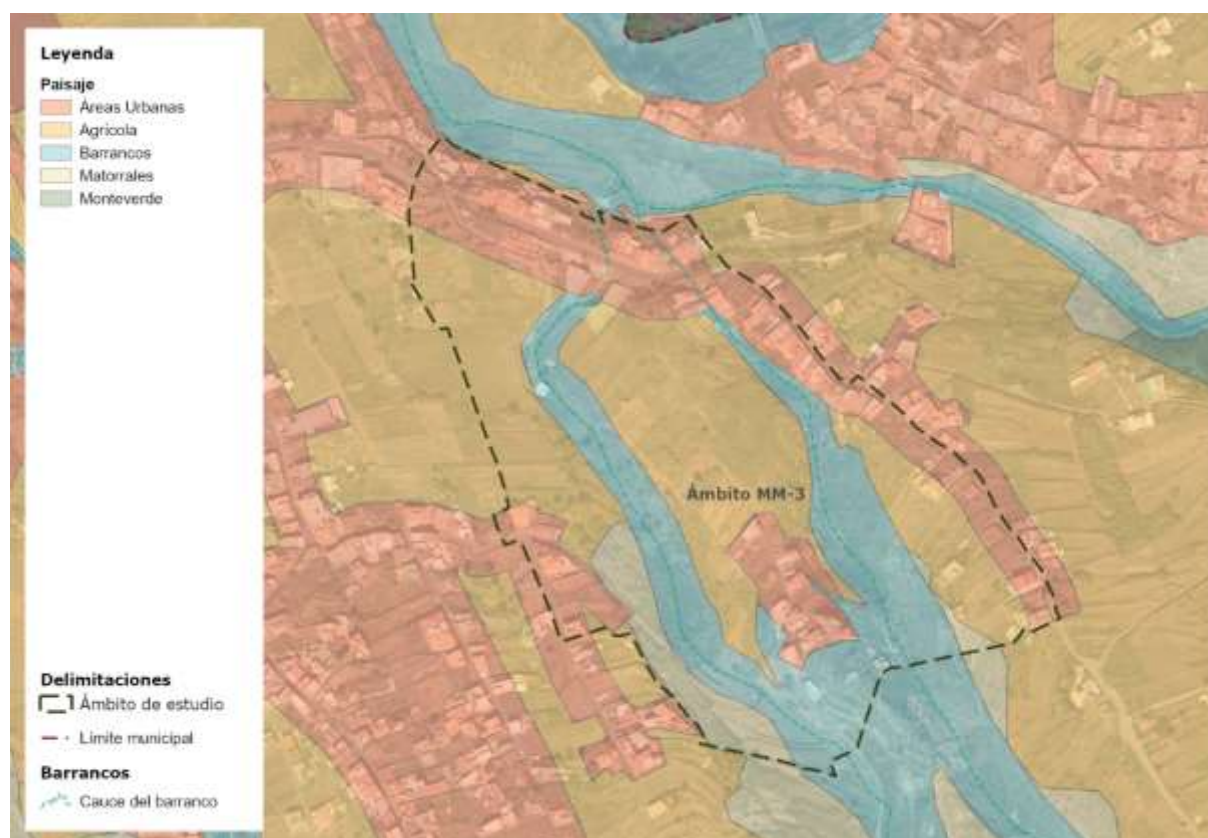 Leyenda
Paisaje
Áreas Urbanas
Agrícola
Barrancos
Matorrales
Monteverde
Ámbito MM-3
Delimitaciones
Ámbito de estudio
Límite municipal
Barrancos
Cauce del barranco